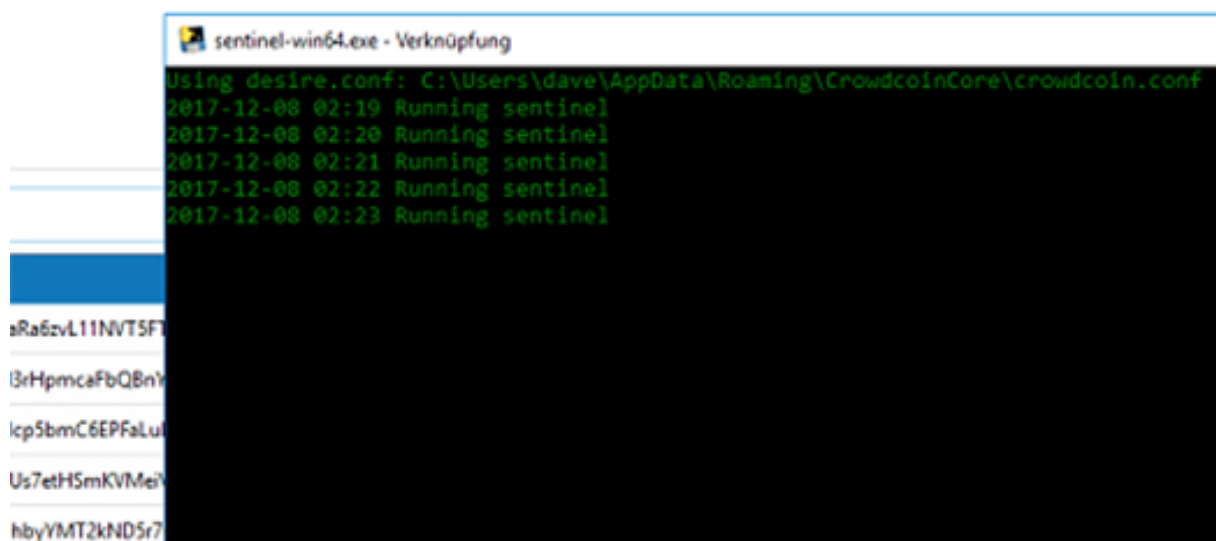 sentinel-win64.exe - Verknüpfung
Using desire.conf: C:\Users\dave\AppData\Roaming\CrowdcoinCore\crowdcoin.conf
2017-12-08 02:19 Running sentinel
2017-12-08 02:20 Running sentinel
2017-12-08 02:21 Running sentinel
2017-12-08 02:22 Running sentinel
2017-12-08 02:23 Running sentinel
aRa6zvL11NVT5FT
3rHpmcaFbQBnY
cp5bmC6EPFaLu
Us7etHSmKVMei
hbyYMT2kND5r7